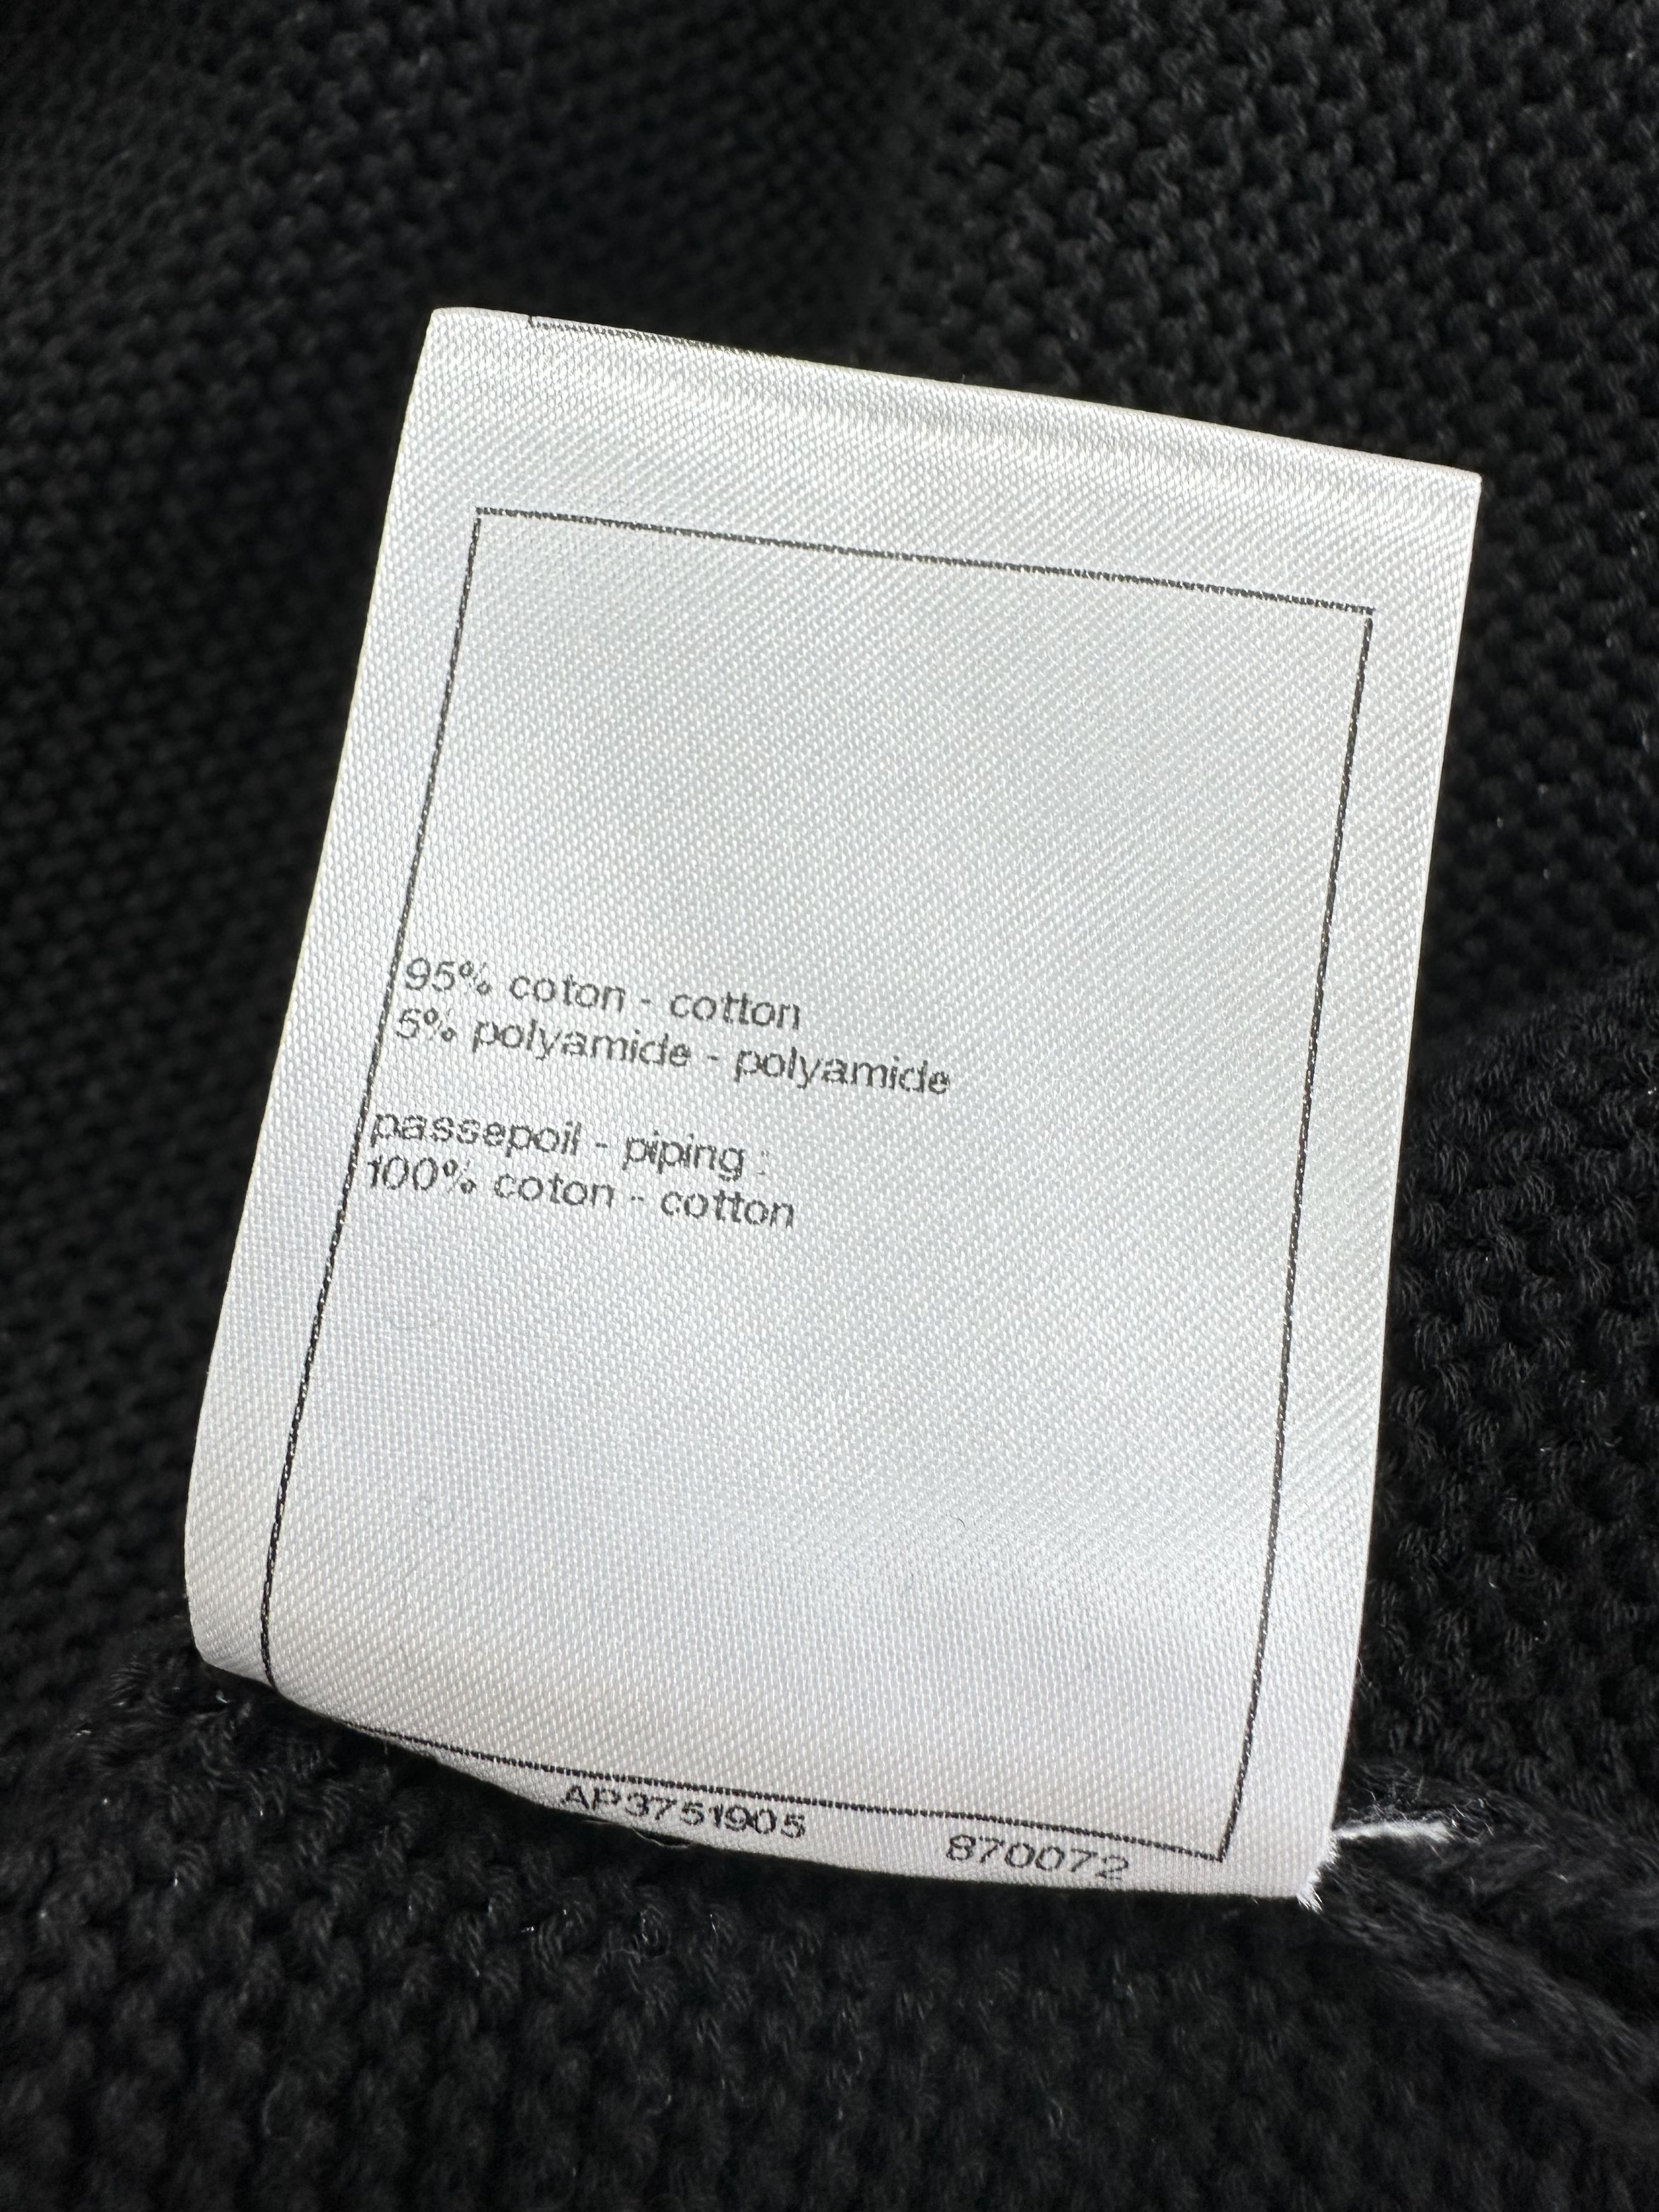 95% coton - cotton
5% polyamide - polyamide
passepoil - piping :
100% coton - cotton
AP3751905 870072